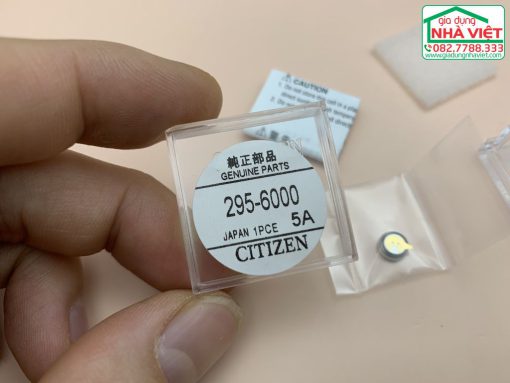 gia dụng
NHÀ VIỆT
082.7788.333
www.giadungnhaviet.com
CAUTION
純正部品
GENUINE PARTS
295-6000
5A
JAPAN 1PCE
CITIZEN